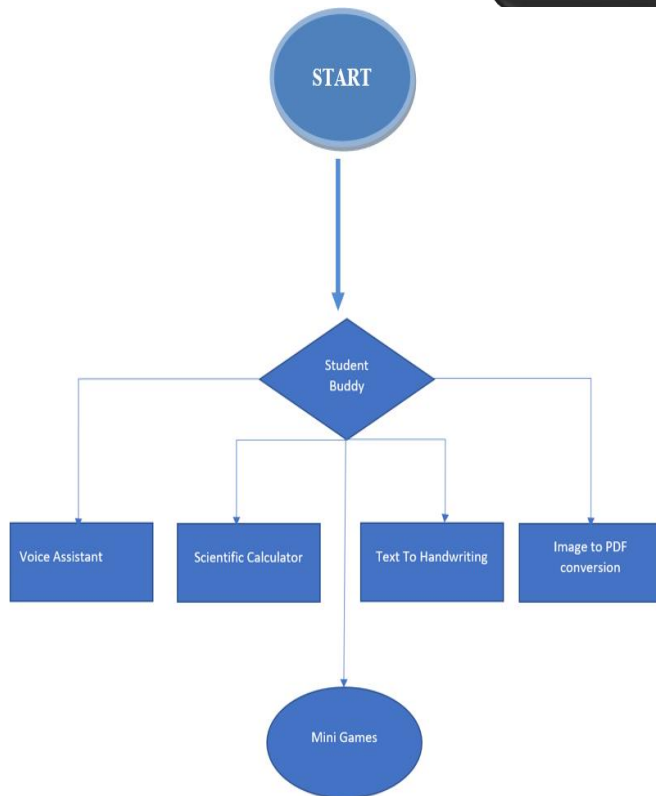 START
Student
Buddy
Voice Assistant
Scientific Calculator
Text To Handwriting
Image to PDF
conversion
Mini Games